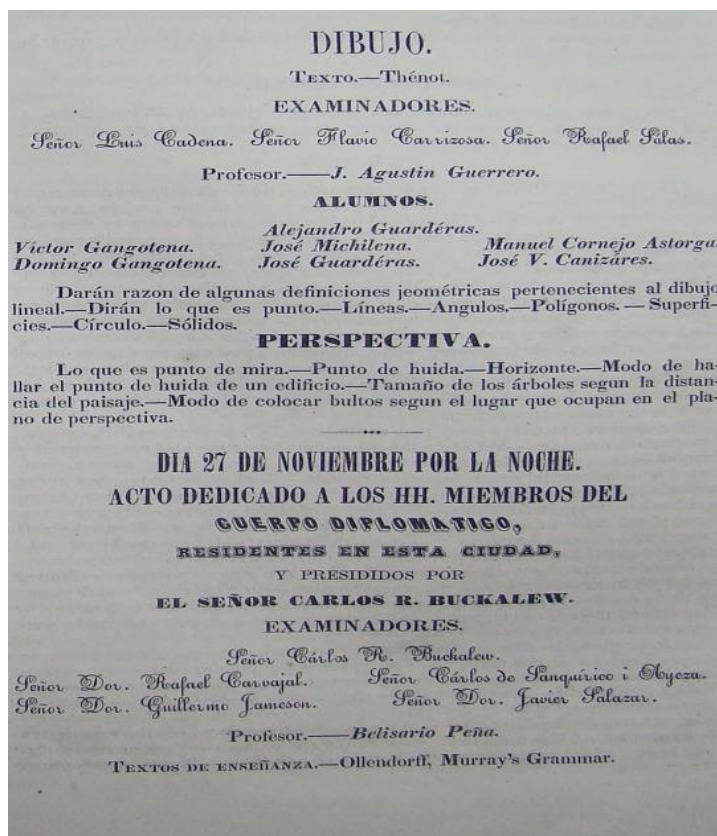 DIBUJO.
TEXTO.—Thénot.
EXAMINADORES.
Señor Luis Cadena. Señor Flavio Carrizosa. Señor Rafael Salas.
Profesor.—J. Agustin Guerrero.
ALUMNOS.
Alejandro Guardéras.
Víctor Gangotena. José Michilena. Manuel Cornejo Astorga.
Domingo Gangotena. José Guardéras. José V. Canizáres.
Darán razon de algunas definiciones jeométricas pertenecientes al dibujo
lineal.—Dirán lo que es punto.—Líneas.—Angulos.—Polígonos.—Superfi-
cies.—Círculo.—Sólidos.
PERSPECTIVA.
Lo que es punto de mira.—Punto de huida.—Horizonte.—Modo de ha-
llar el punto de huida de un edificio.—Tamaño de los árboles segun la distan-
cia del paisaje.—Modo de colocar bultos segun el lugar que ocupan en el pla-
no de perspectiva.
DIA 27 DE NOVIEMBRE POR LA NOCHE.
ACTO DEDICADO A LOS HH. MIEMBROS DEL
CUERPO DIPLOMATICO,
RESIDENTES EN ESTA CIUDAD,
Y PRESIDIDOS POR
EL SEÑOR CARLOS R. BUCKALEW.
EXAMINADORES.
Señor Cárlos R. Buckalew.
Señor Dor. Rafael Carvajal. Señor Cárlos de Sanquírico i Ayeza.
Señor Dor. Guillermo Jameson. Señor Dor. Javier Salazar.
Profesor.—Belisario Peña.
TEXTOS DE ENSEÑANZA.—Ollendorff, Murray's Grammar.